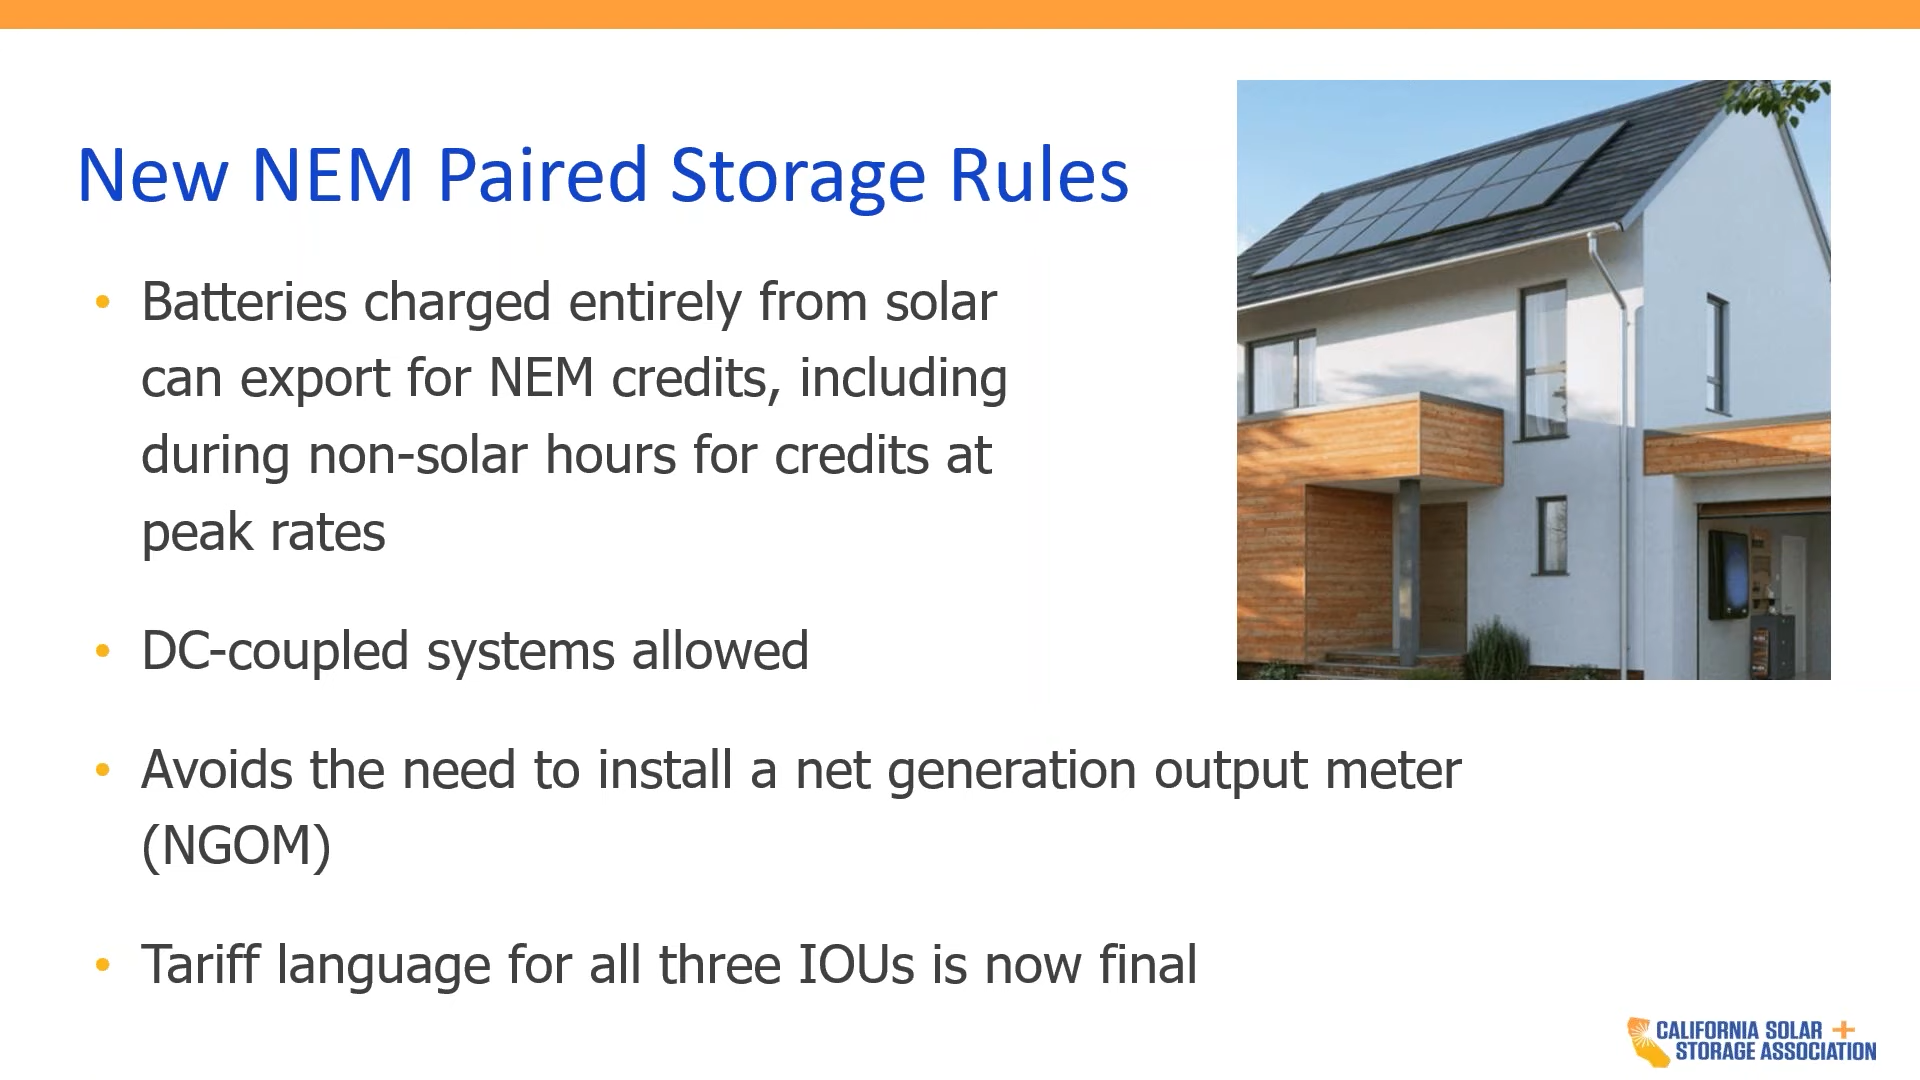 New NEM Paired Storage Rules
• Batteries charged entirely from solar
can export for NEM credits, including
during non-solar hours for credits at
peak rates
• DC-coupled systems allowed
• Avoids the need to install a net generation output meter
(NGOM)
• Tariff language for all three IOUs is now final
CALIFORNIA SOLAR +
STORAGE ASSOCIATION